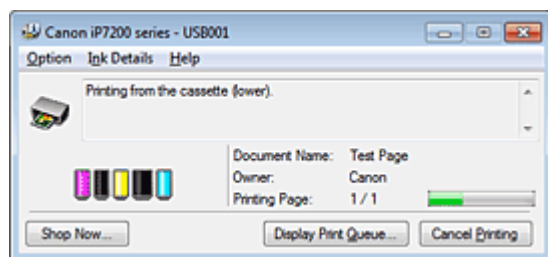 Canon iP7200 series - USB001
Option Ink Details Help
Printing from the cassette (lower).
Document Name: Test Page
Owner: Canon
Printing Page: 1 / 1
Shop Now... Display Print Queue... Cancel Printing